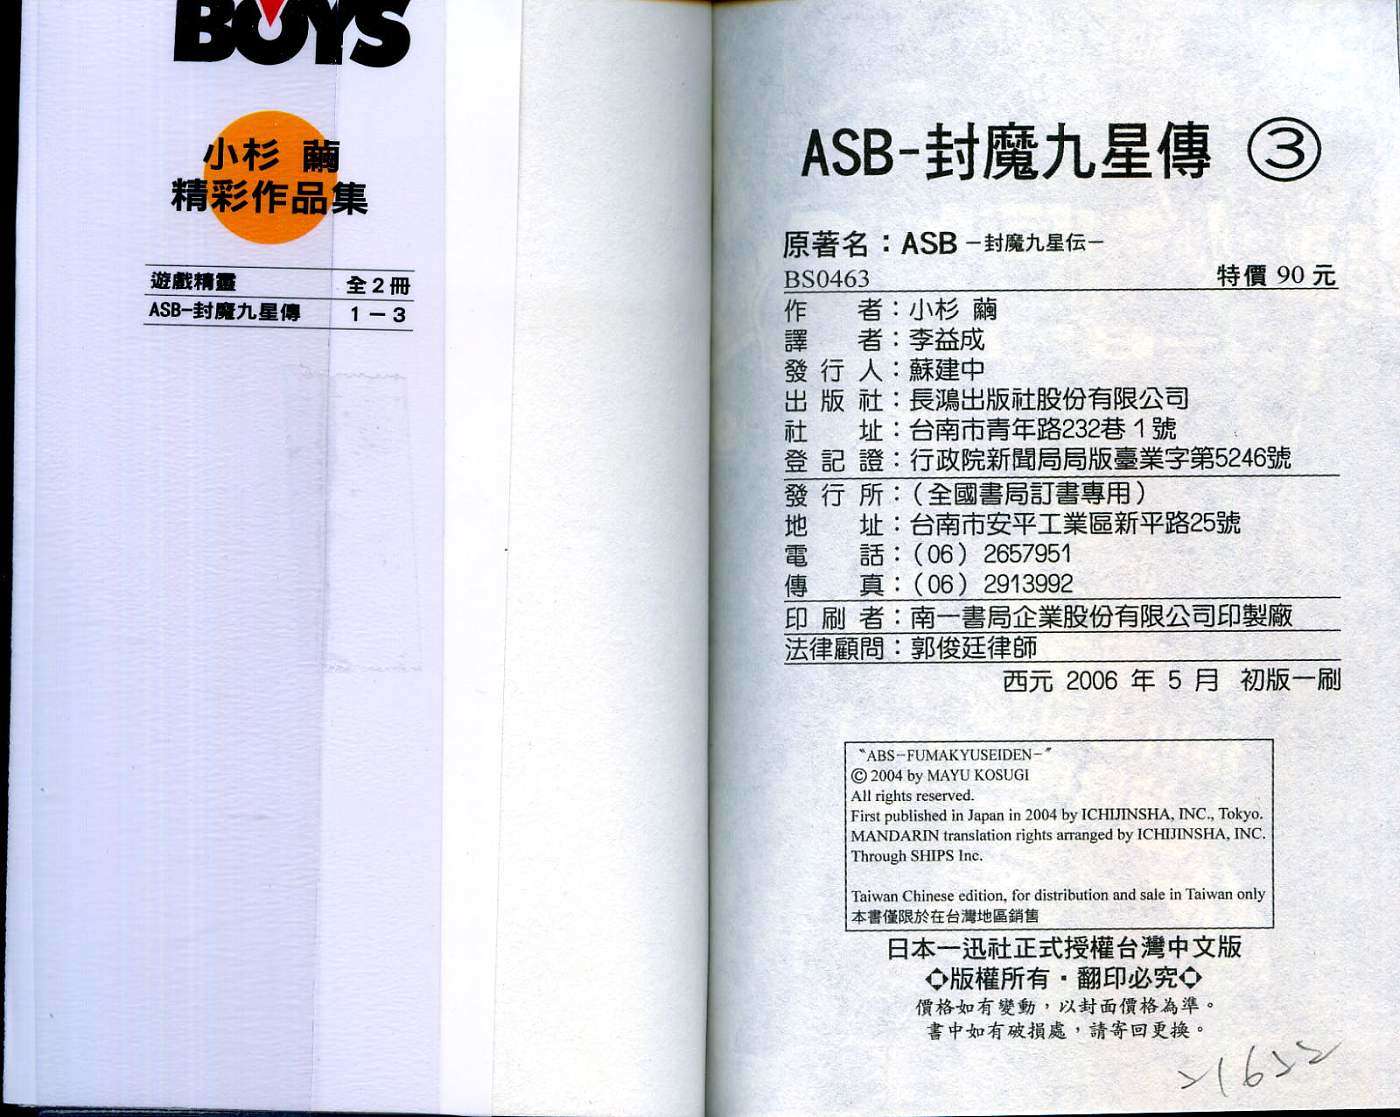 BOYS
小杉 繭
精彩作品集
遊戲精靈 全2冊
ASB-封魔九星傳 1-3
ASB-封魔九星傳 ③
原著名：ASB-封魔九星伝-
BS0463 特價 90 元
作者：小杉 繭
譯者：李益成
發行人：蘇建中
出版社：長鴻出版社股份有限公司
社址：台南市青年路232巷1號
登記證：行政院新聞局局版臺業字第5246號
發行所：（全國書局訂書專用）
地址：台南市安平工業區新平路25號
電話：（06）2657951
傳真：（06）2913992
印刷者：南一書局企業股份有限公司印製廠
法律顧問：郭俊廷律師
西元 2006 年 5 月 初版一刷
〝ABS-FUMAKYUSEIDEN-〞
© 2004 by MAYU KOSUGI
All rights reserved.
First published in Japan in 2004 by ICHIJINSHA, INC., Tokyo.
MANDARIN translation rights arranged by ICHIJINSHA, INC.
Through SHIPS Inc.
Taiwan Chinese edition, for distribution and sale in Taiwan only
本書僅限於在台灣地區銷售
日本一迅社正式授權台灣中文版
◇版權所有・翻印必究◇
價格如有變動，以封面價格為準。
書中如有破損處，請寄回更換。